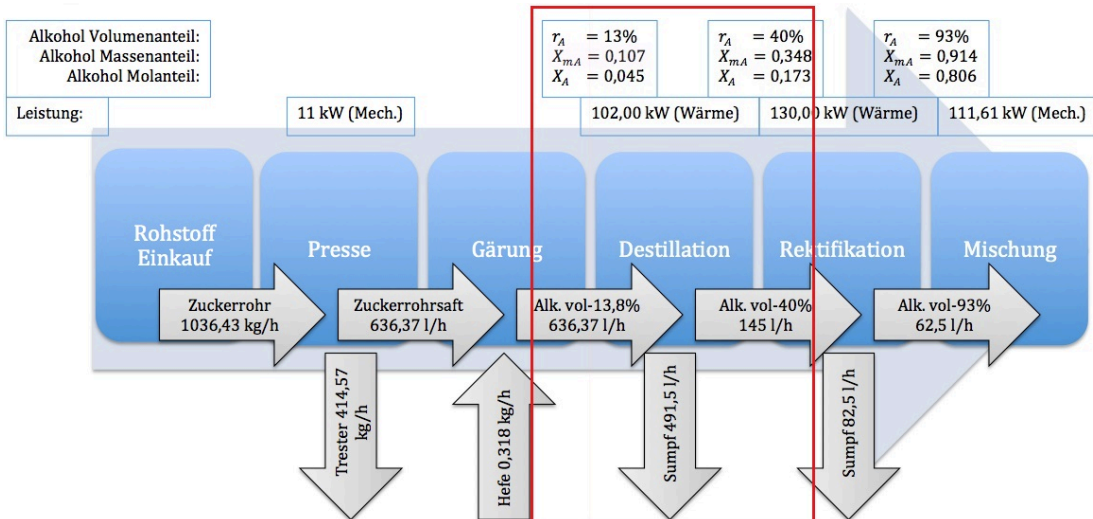 Alkohol Volumenanteil:
Alkohol Massenanteil:
Alkohol Molanteil:
r_A = 13%
X_mA = 0,107
X_A = 0,045
r_A = 40%
X_mA = 0,348
X_A = 0,173
r_A = 93%
X_mA = 0,914
X_A = 0,806
Leistung:
11 kW (Mech.)
102,00 kW (Wärme)
130,00 kW (Wärme)
111,61 kW (Mech.)
Rohstoff
Einkauf
Presse
Gärung
Destillation
Rektifikation
Mischung
Zuckerrohr
1036,43 kg/h
Zuckerrohrsaft
636,37 l/h
Alk. vol-13,8%
636,37 l/h
Alk. vol-40%
145 l/h
Alk. vol-93%
62,5 l/h
Trester 414,57
kg/h
Hefe 0,318 kg/h
Sumpf 491,5 l/h
Sumpf 82,5 l/h